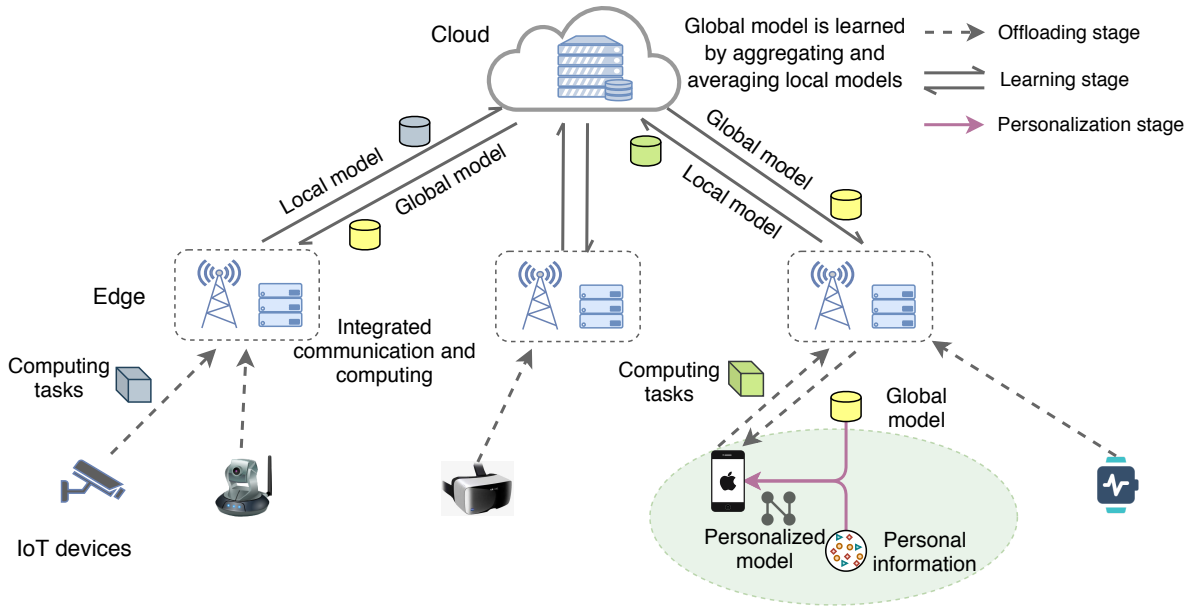 Cloud
Global model is learned
by aggregating and
averaging local models
Offloading stage
Learning stage
Personalization stage
Local model
Global model
Global model
Local model
Edge
Integrated
communication and
computing
Computing
tasks
Computing
tasks
Global
model
IoT devices
Personalized
model
Personal
information